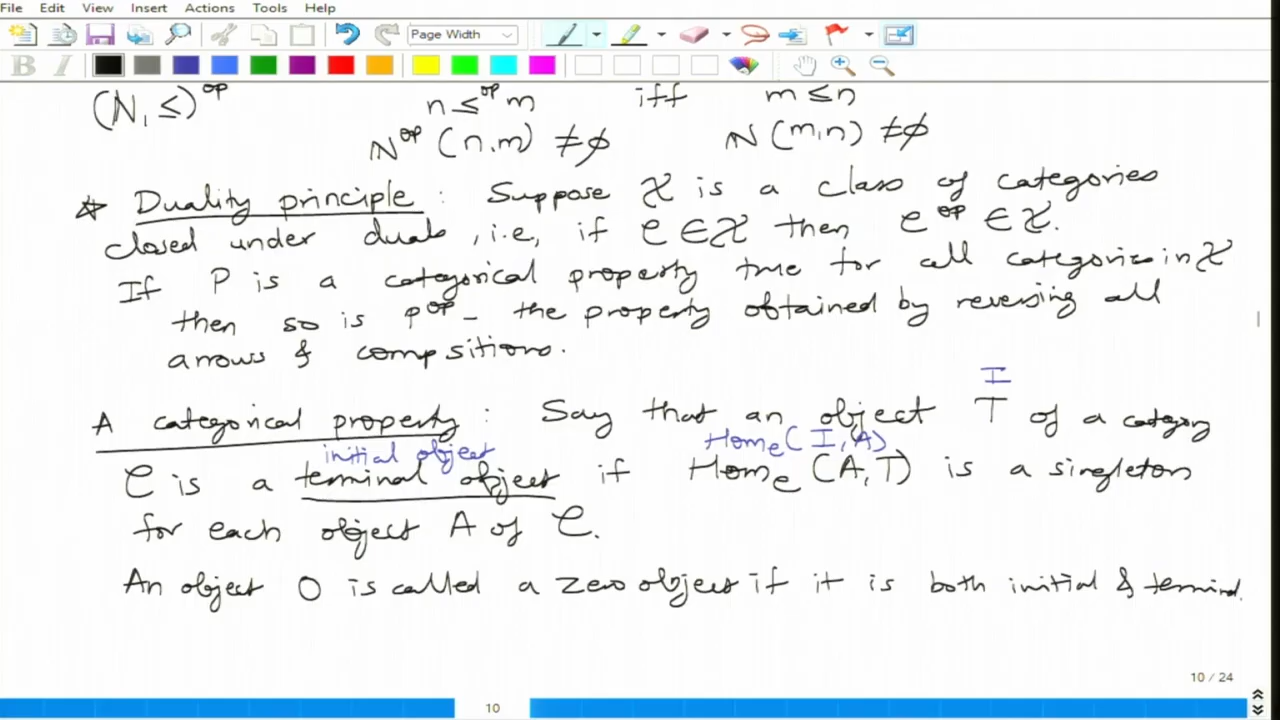 File Edit View Insert Actions Tools Help
Page Width
B I
(ℕ, ≤)^op n ≤^op m iff m ≤ n
ℕ^op (n, m) ≠ ∅ ℕ (m, n) ≠ ∅
☆ Duality principle : Suppose 𝒳 is a class of categories
closed under duals, i.e, if 𝒞 ∈ 𝒳 then 𝒞^op ∈ 𝒳.
If P is a categorical property true for all categories in 𝒳
then so is P^op - the property obtained by reversing all
arrows & compositions.
I
A categorical property : Say that an object T of a category
initial object Hom_𝒞(I, A)
𝒞 is a terminal object if Hom_𝒞 (A, T) is a singleton
for each object A of 𝒞.
An object O is called a zero object if it is both initial & terminal.
10 / 24
10